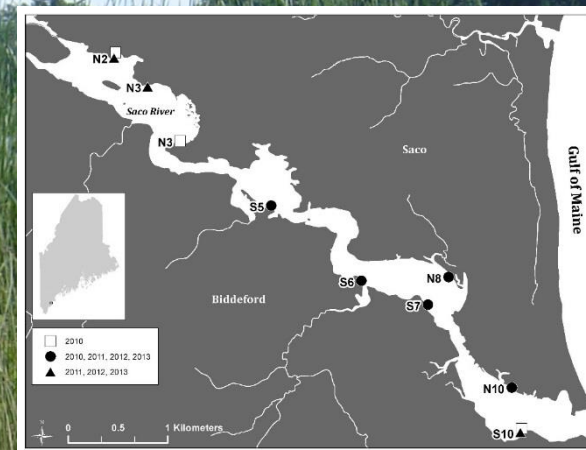 N2
N3
Saco River
N3
Saco
Gulf of Maine
S5
S6
N8
Biddeford
S7
N10
S10
2010
2010, 2011, 2012, 2013
2011, 2012, 2013
0 0.5 1 Kilometers